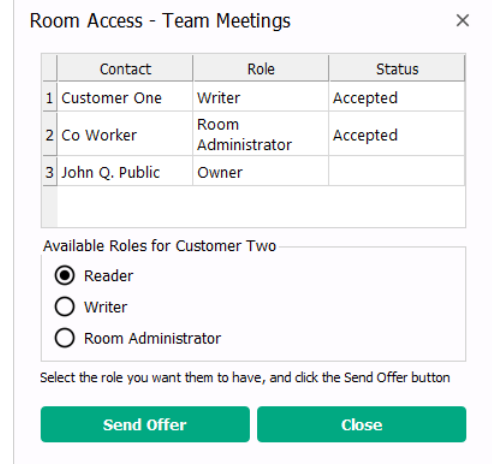 Room Access - Team Meetings
Contact Role Status
1 Customer One Writer Accepted
2 Co Worker Room Administrator Accepted
3 John Q. Public Owner
Available Roles for Customer Two
Reader
Writer
Room Administrator
Select the role you want them to have, and click the Send Offer button
Send Offer Close